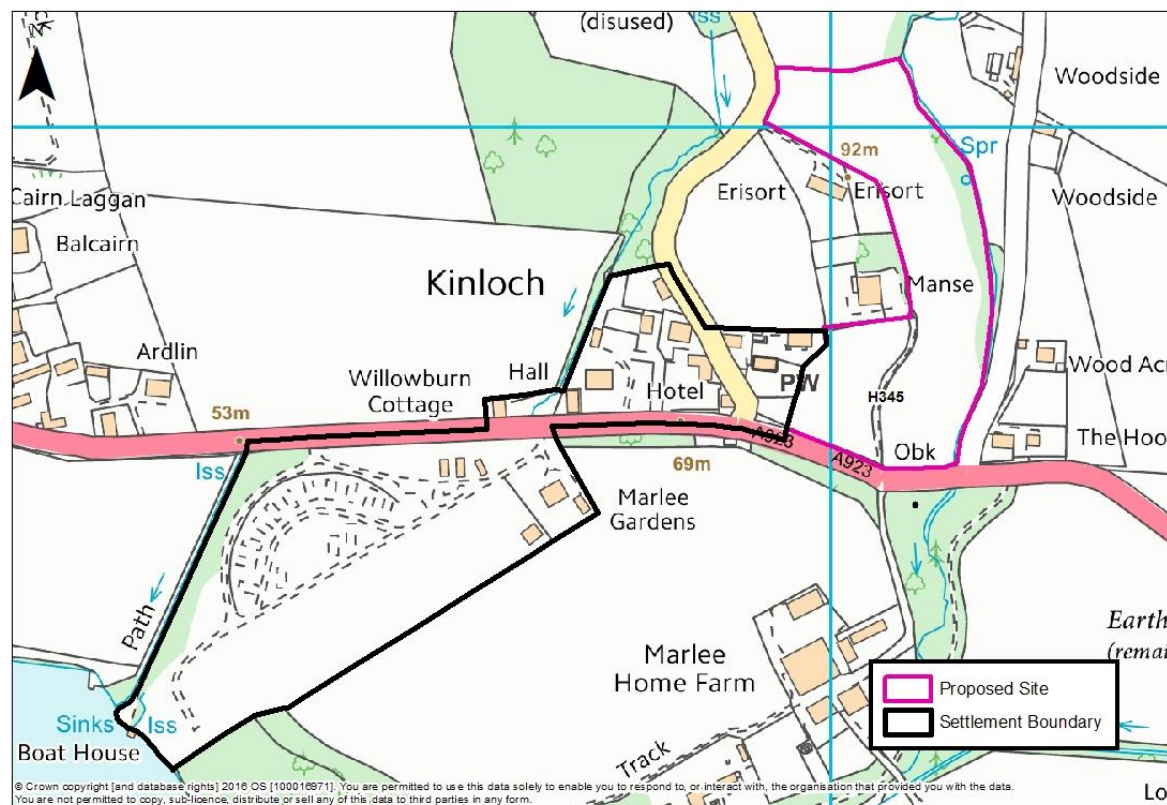 (disused)
Iss
Woodside
Spr
92m
Erisort
Erisort
Woodside
Cairn Laggan
Balcairn
Kinloch
Manse
Ardlin
Hall
Willowburn
Cottage
Hotel
PW
H345
Wood Acr
53m
A923
A923
Obk
The Hoo
Iss
69m
Marlee
Gardens
Path
Earth
(remai
Marlee
Home Farm
Proposed Site
Settlement Boundary
Sinks
Iss
Boat House
Track
Lo
© Crown copyright [and database rights] 2016 OS [100016971]. You are permitted to use this data solely to enable you to respond to, or interact with, the organisation that provided you with the data.
You are not permitted to copy, sub-licence, distribute or sell any of this data to third parties in any form.